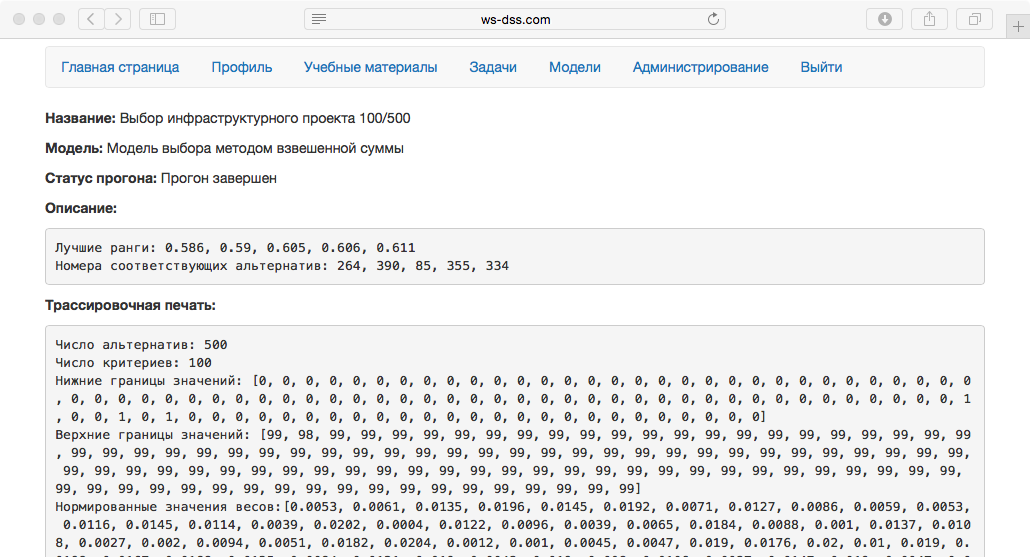 ws-dss.com
Главная страница Профиль Учебные материалы Задачи Модели Администрирование Выйти
Название: Выбор инфраструктурного проекта 100/500
Модель: Модель выбора методом взвешенной суммы
Статус прогона: Прогон завершен
Описание:
Лучшие ранги: 0.586, 0.59, 0.605, 0.606, 0.611
Номера соответствующих альтернатив: 264, 390, 85, 355, 334
Трассировочная печать:
Число альтернатив: 500
Число критериев: 100
Нижние границы значений: [0, 0, 0, 0, 0, 0, 0, 0, 0, 0, 0, 0, 0, 0, 0, 0, 0, 0, 0, 0, 0, 0, 0, 0, 0, 0, 0, 0, 0, 0, 0
, 0, 0, 0, 0, 0, 0, 0, 0, 0, 0, 0, 0, 0, 0, 0, 0, 0, 0, 0, 0, 0, 0, 0, 0, 0, 0, 0, 0, 0, 0, 0, 0, 0, 0, 0, 0, 0, 0, 1
, 0, 0, 1, 0, 1, 0, 0, 0, 0, 0, 0, 0, 0, 0, 0, 0, 0, 0, 0, 0, 0, 0, 0, 0, 0, 0, 0, 0, 0, 0]
Верхние границы значений: [99, 98, 99, 99, 99, 99, 99, 99, 99, 99, 99, 99, 99, 99, 99, 99, 99, 99, 99, 99, 99, 99, 99
, 99, 99, 99, 99, 99, 99, 99, 99, 99, 99, 99, 99, 99, 99, 99, 99, 99, 99, 99, 99, 99, 99, 99, 99, 99, 99, 99, 99, 99,
99, 99, 99, 99, 99, 99, 99, 99, 99, 99, 99, 99, 99, 99, 99, 99, 99, 99, 99, 99, 99, 99, 99, 99, 99, 99, 99, 99, 99,
99, 99, 99, 99, 99, 99, 99, 99, 99, 99, 99, 99, 99, 99, 99, 99, 99, 99, 99]
Нормированные значения весов:[0.0053, 0.0061, 0.0135, 0.0196, 0.0145, 0.0192, 0.0071, 0.0127, 0.0086, 0.0059, 0.0053,
0.0116, 0.0145, 0.0114, 0.0039, 0.0202, 0.0004, 0.0122, 0.0096, 0.0039, 0.0065, 0.0184, 0.0088, 0.001, 0.0137, 0.010
8, 0.0027, 0.002, 0.0094, 0.0051, 0.0182, 0.0204, 0.0012, 0.001, 0.0045, 0.0047, 0.019, 0.0176, 0.02, 0.01, 0.019, 0.